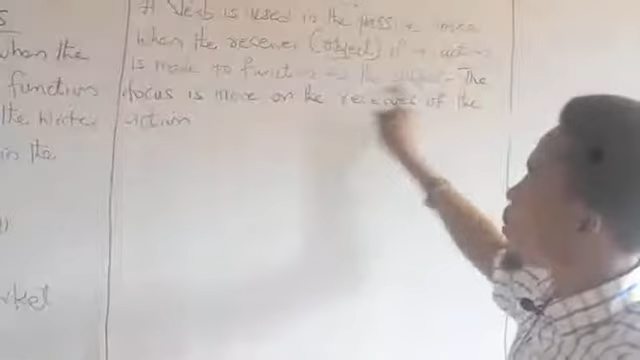 s
when the
function
the writer
in the
rket
A Verb is used in the passive voice
when the receiver (object) of action
is made to function as the subject. The
focus is more on the receiver of the
action